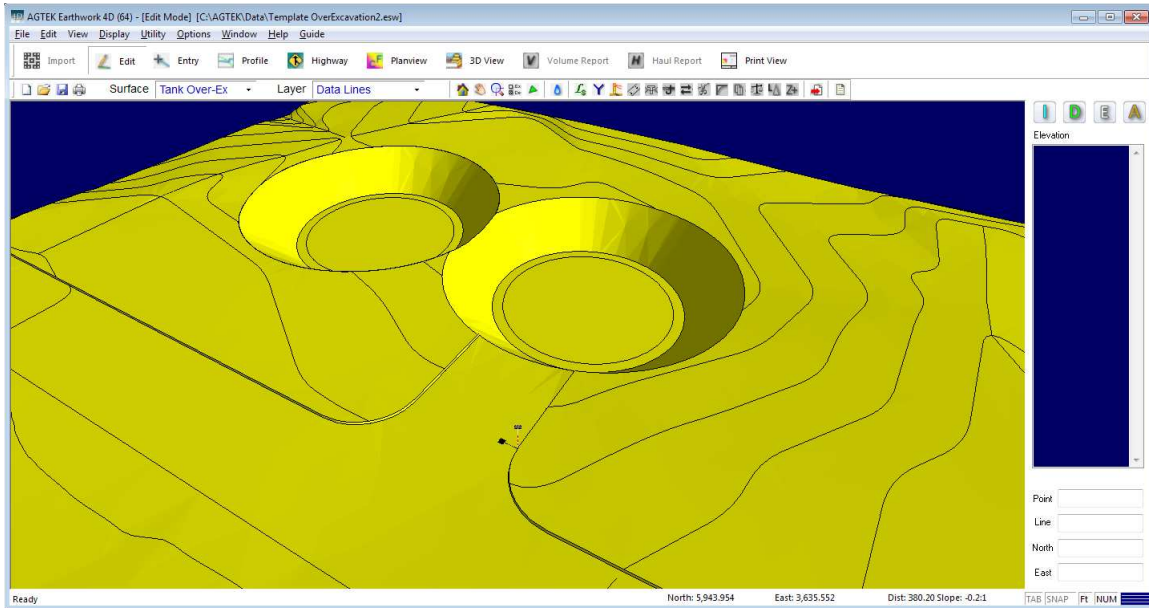 AGTEK Earthwork 4D (64) - [Edit Mode] [C:\AGTEK\Data\Template OverExcavation2.esw]
File Edit View Display Utility Options Window Help Guide
Import Edit Entry Profile Highway Planview 3D View Volume Report Haul Report Print View
Surface Tank Over-Ex Layer Data Lines
I D E A
Elevation
Point
Line
North
East
Ready North: 5,943.954 East: 3,635.552 Dist: 380.20 Slope: -0.2:1 TAB SNAP Ft NUM